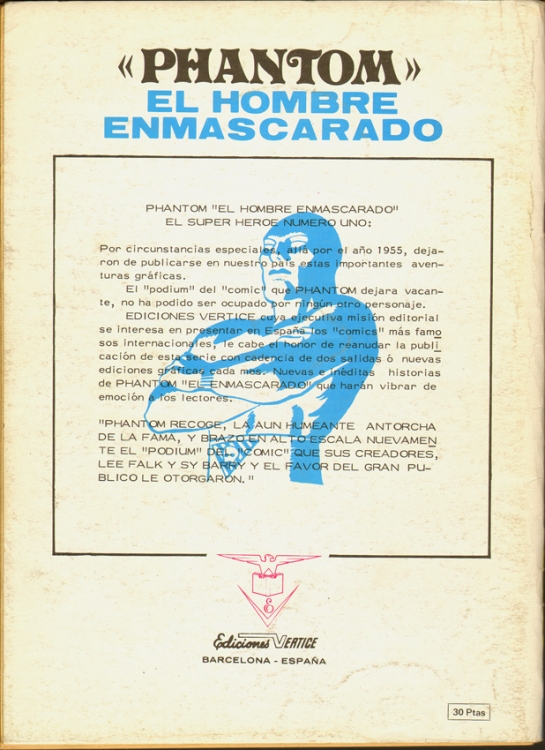 «PHANTOM»
EL HOMBRE
ENMASCARADO
PHANTOM "EL HOMBRE ENMASCARADO"
EL SUPER HEROE NUMERO UNO:
Por circunstancias especiales, allá por el año 1955, deja-
ron de publicarse en nuestro país estas importantes aven-
turas gráficas.
El "podium" del "comic" que PHANTOM dejara vacan-
te, no ha podido ser ocupado por ningún otro personaje.
EDICIONES VERTICE cuya ejecutiva misión editorial
se interesa en presentar en España los "comics" más famo
sos internacionales, le cabe el honor de reanudar la publi
cación de esta serie con cadencia de dos salidas ó nuevas
ediciones gráficas cada mes. Nuevas e inéditas historias
de PHANTOM "EL ENMASCARADO" que harán vibrar de
emoción a los lectores.
"PHANTOM RECOGE, LA AUN HUMEANTE ANTORCHA
DE LA FAMA, Y BRAZO EN ALTO ESCALA NUEVAMEN
TE EL "PODIUM" DEL "COMIC" QUE SUS CREADORES,
LEE FALK Y SY BARRY Y EL FAVOR DEL GRAN PU-
BLICO LE OTORGARON."
Ediciones VERTICE
BARCELONA - ESPAÑA
30 Ptas